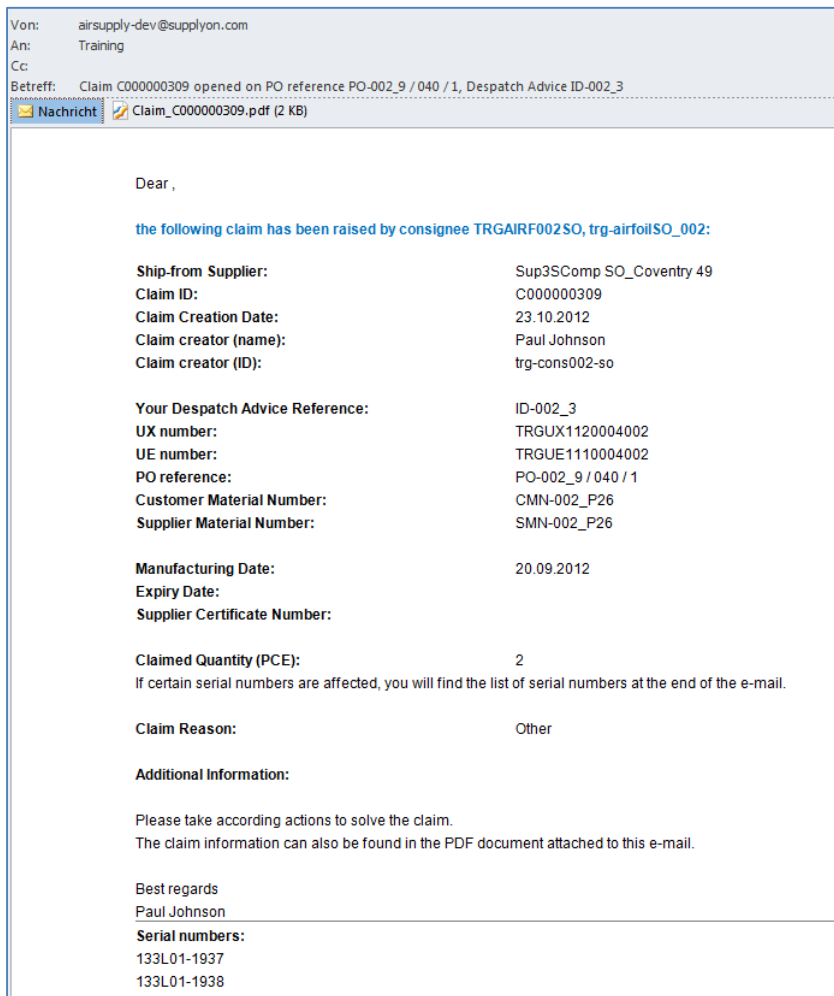 Von: airsupply-dev@supplyon.com
An: Training
Cc:
Betreff: Claim C000000309 opened on PO reference PO-002_9 / 040 / 1, Despatch Advice ID-002_3
Nachricht Claim_C000000309.pdf (2 KB)
Dear ,
the following claim has been raised by consignee TRGAIRF002SO, trg-airfoilSO_002:
Ship-from Supplier: Sup3SComp SO_Coventry 49
Claim ID: C000000309
Claim Creation Date: 23.10.2012
Claim creator (name): Paul Johnson
Claim creator (ID): trg-cons002-so
Your Despatch Advice Reference: ID-002_3
UX number: TRGUX1120004002
UE number: TRGUE1110004002
PO reference: PO-002_9 / 040 / 1
Customer Material Number: CMN-002_P26
Supplier Material Number: SMN-002_P26
Manufacturing Date: 20.09.2012
Expiry Date:
Supplier Certificate Number:
Claimed Quantity (PCE): 2
If certain serial numbers are affected, you will find the list of serial numbers at the end of the e-mail.
Claim Reason: Other
Additional Information:
Please take according actions to solve the claim.
The claim information can also be found in the PDF document attached to this e-mail.
Best regards
Paul Johnson
Serial numbers:
133L01-1937
133L01-1938